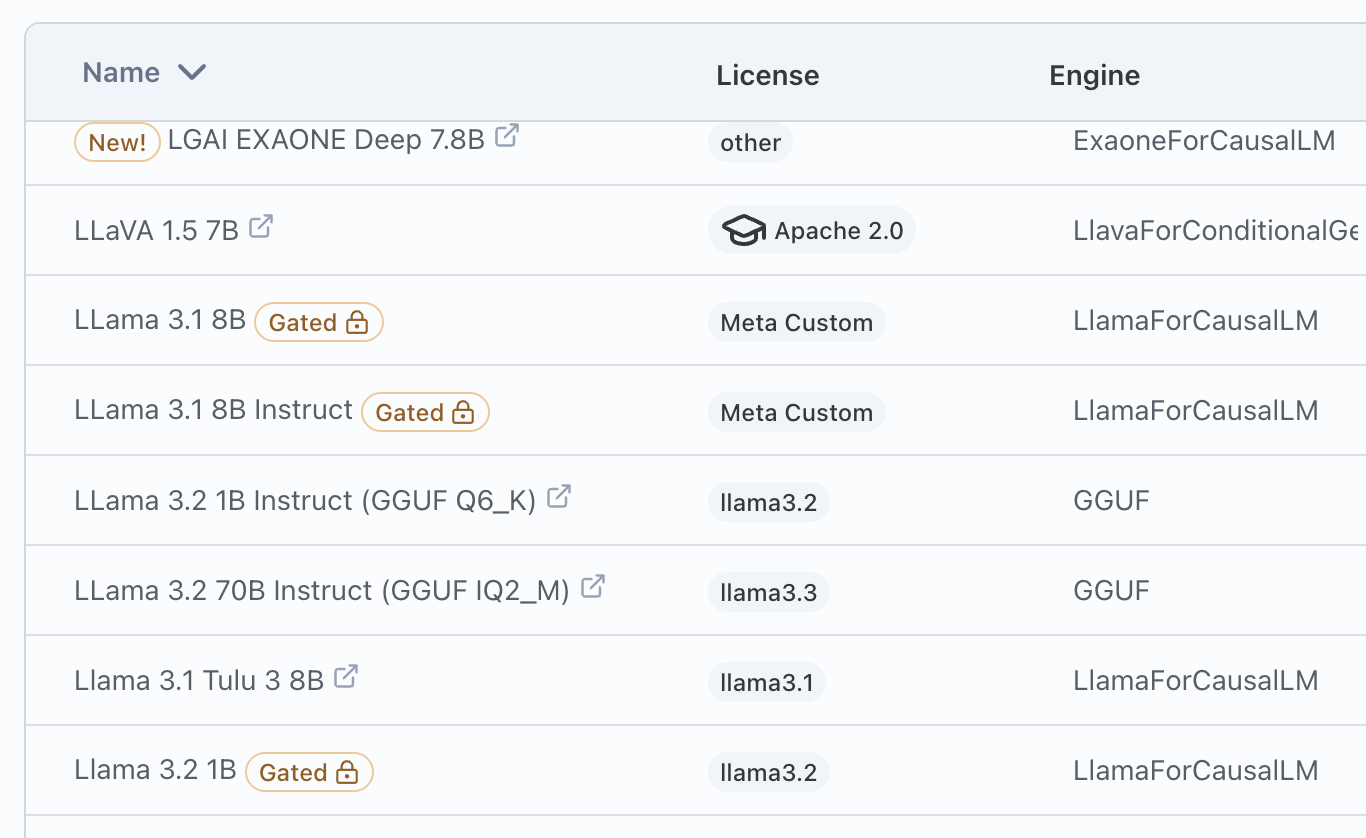 Name License Engine
New! LGAI EXAONE Deep 7.8B other ExaoneForCausalLM
LLaVA 1.5 7B Apache 2.0 LlavaForConditionalGe
LLama 3.1 8B Gated Meta Custom LlamaForCausalLM
LLama 3.1 8B Instruct Gated Meta Custom LlamaForCausalLM
LLama 3.2 1B Instruct (GGUF Q6_K) llama3.2 GGUF
LLama 3.2 70B Instruct (GGUF IQ2_M) llama3.3 GGUF
Llama 3.1 Tulu 3 8B llama3.1 LlamaForCausalLM
Llama 3.2 1B Gated llama3.2 LlamaForCausalLM